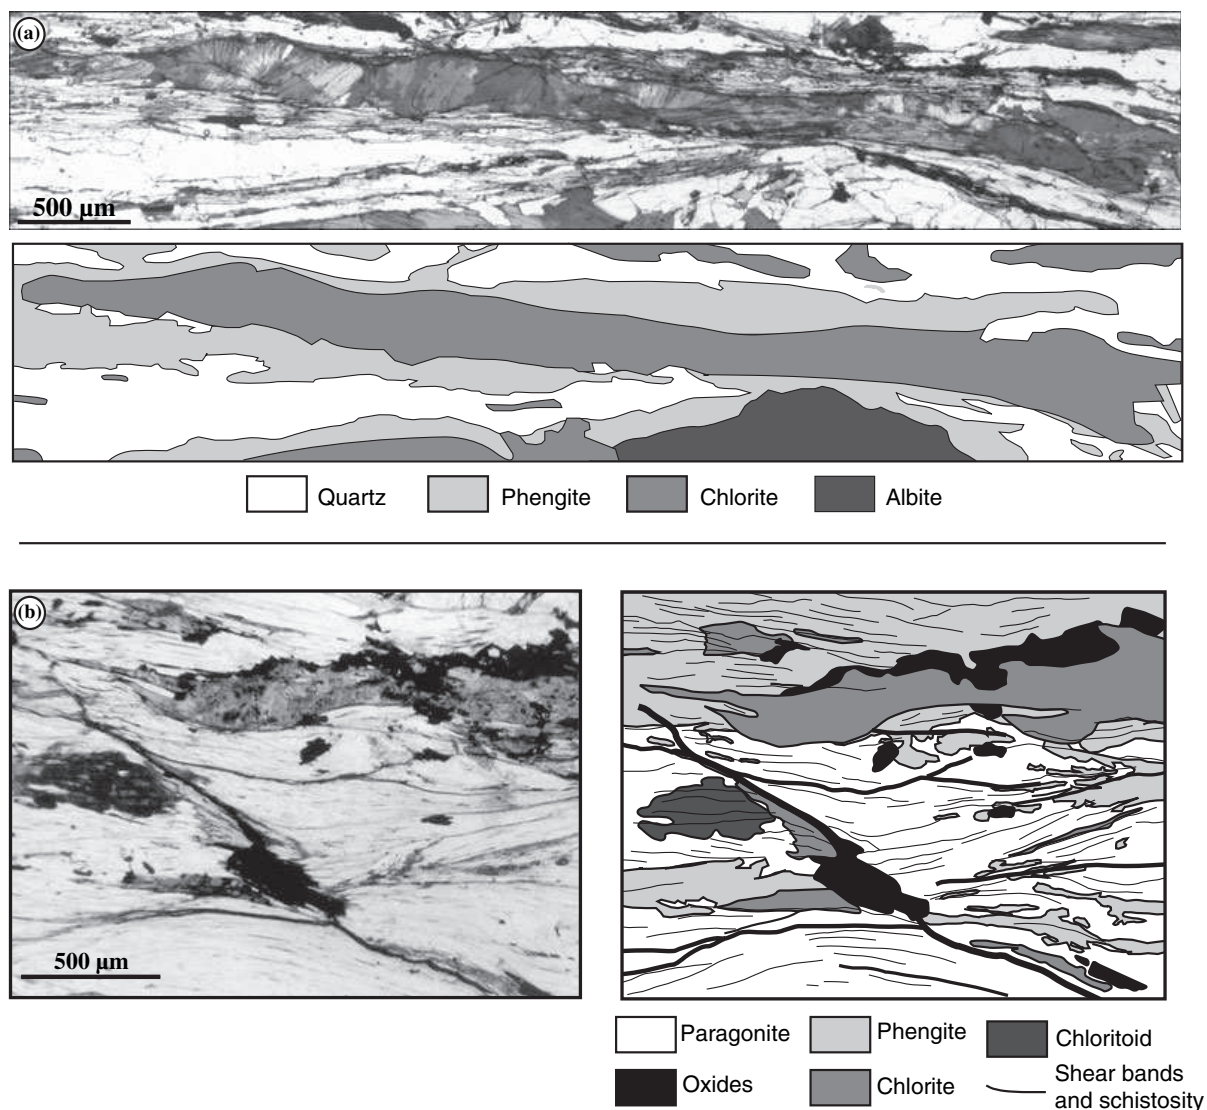 (a)
500 µm
Quartz Phengite Chlorite Albite
(b)
500 µm
Paragonite Phengite Chloritoid
Oxides Chlorite Shear bands
and schistosity